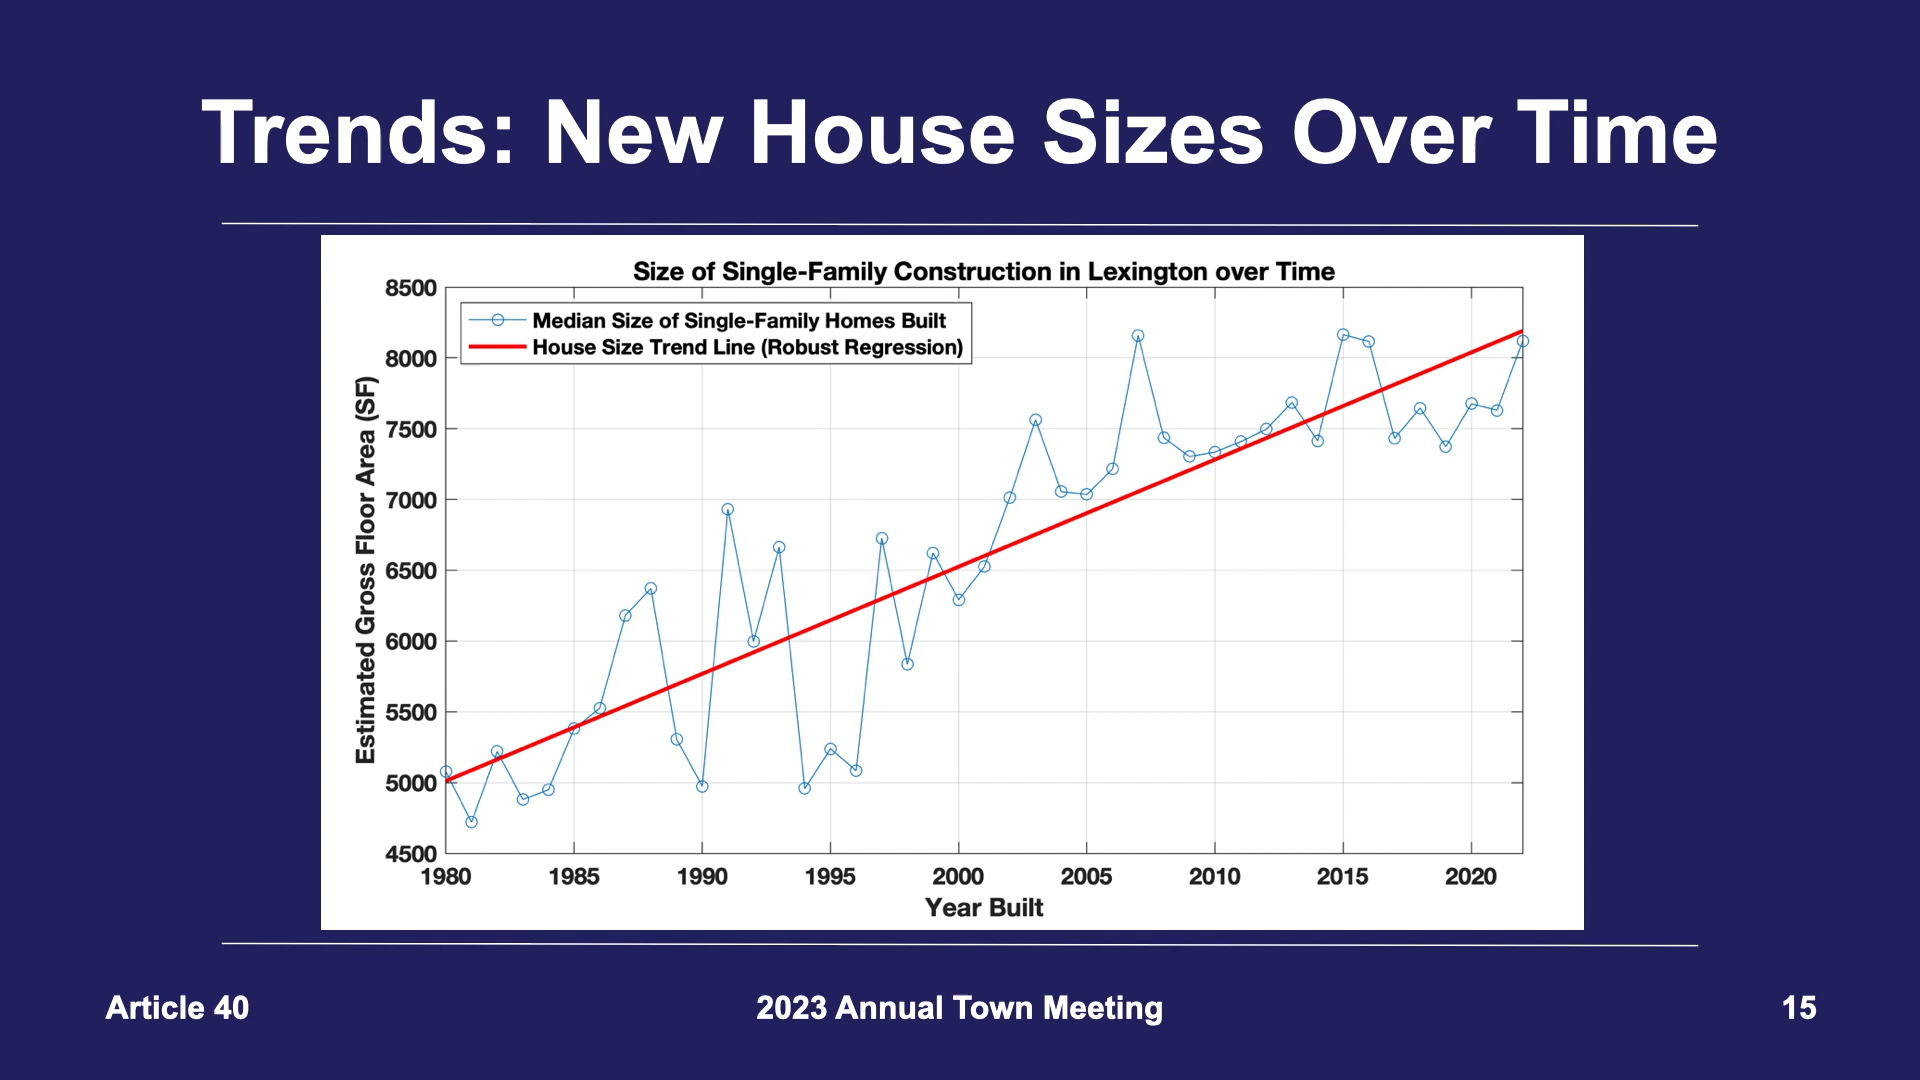 Trends: New House Sizes Over Time
Size of Single-Family Construction in Lexington over Time
Median Size of Single-Family Homes Built
House Size Trend Line (Robust Regression)
Estimated Gross Floor Area (SF)
8500
8000
7500
7000
6500
6000
5500
5000
4500
1980 1985 1990 1995 2000 2005 2010 2015 2020
Year Built
Article 40 2023 Annual Town Meeting 15